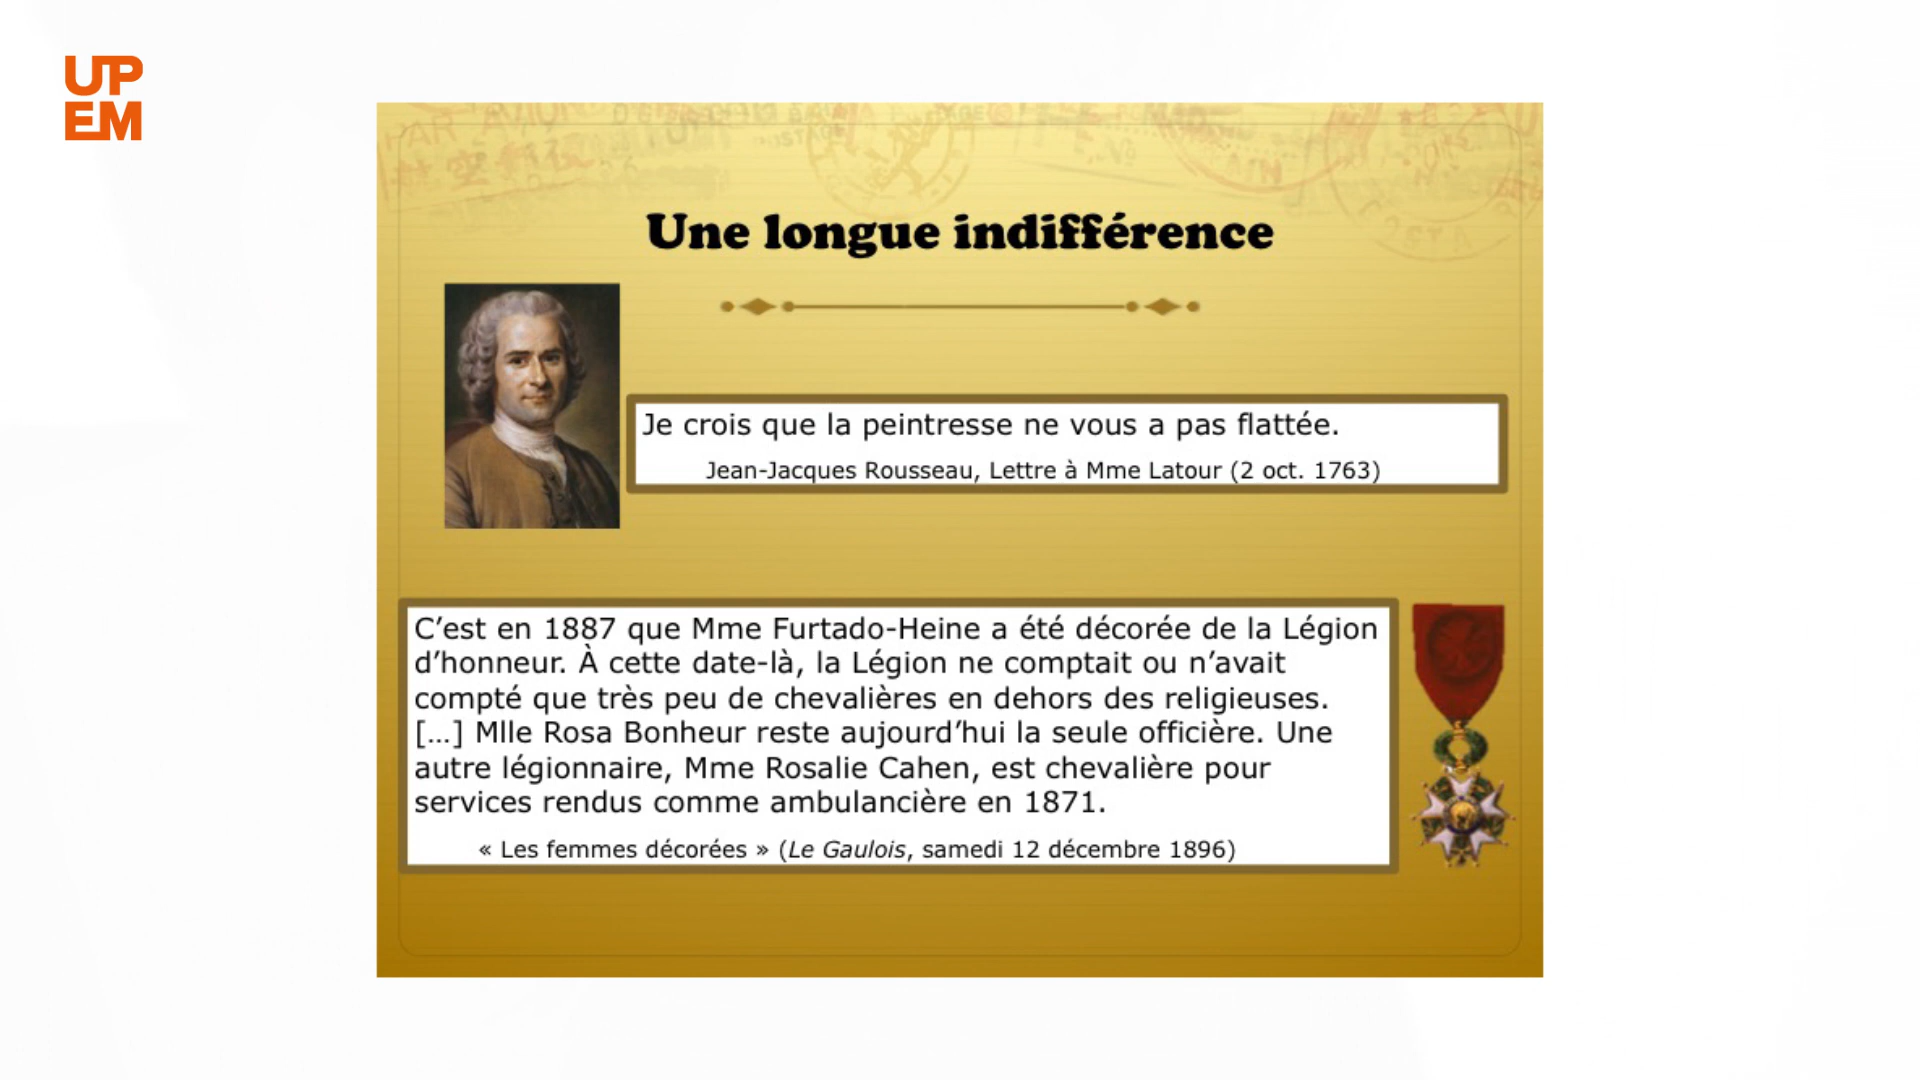 UP
EM
PAR AVION
Une longue indifférence
Je crois que la peintresse ne vous a pas flattée.
Jean-Jacques Rousseau, Lettre à Mme Latour (2 oct. 1763)
C’est en 1887 que Mme Furtado-Heine a été décorée de la Légion
d’honneur. À cette date-là, la Légion ne comptait ou n’avait
compté que très peu de chevalières en dehors des religieuses.
[…] Mlle Rosa Bonheur reste aujourd’hui la seule officière. Une
autre légionnaire, Mme Rosalie Cahen, est chevalière pour
services rendus comme ambulancière en 1871.
« Les femmes décorées » (Le Gaulois, samedi 12 décembre 1896)